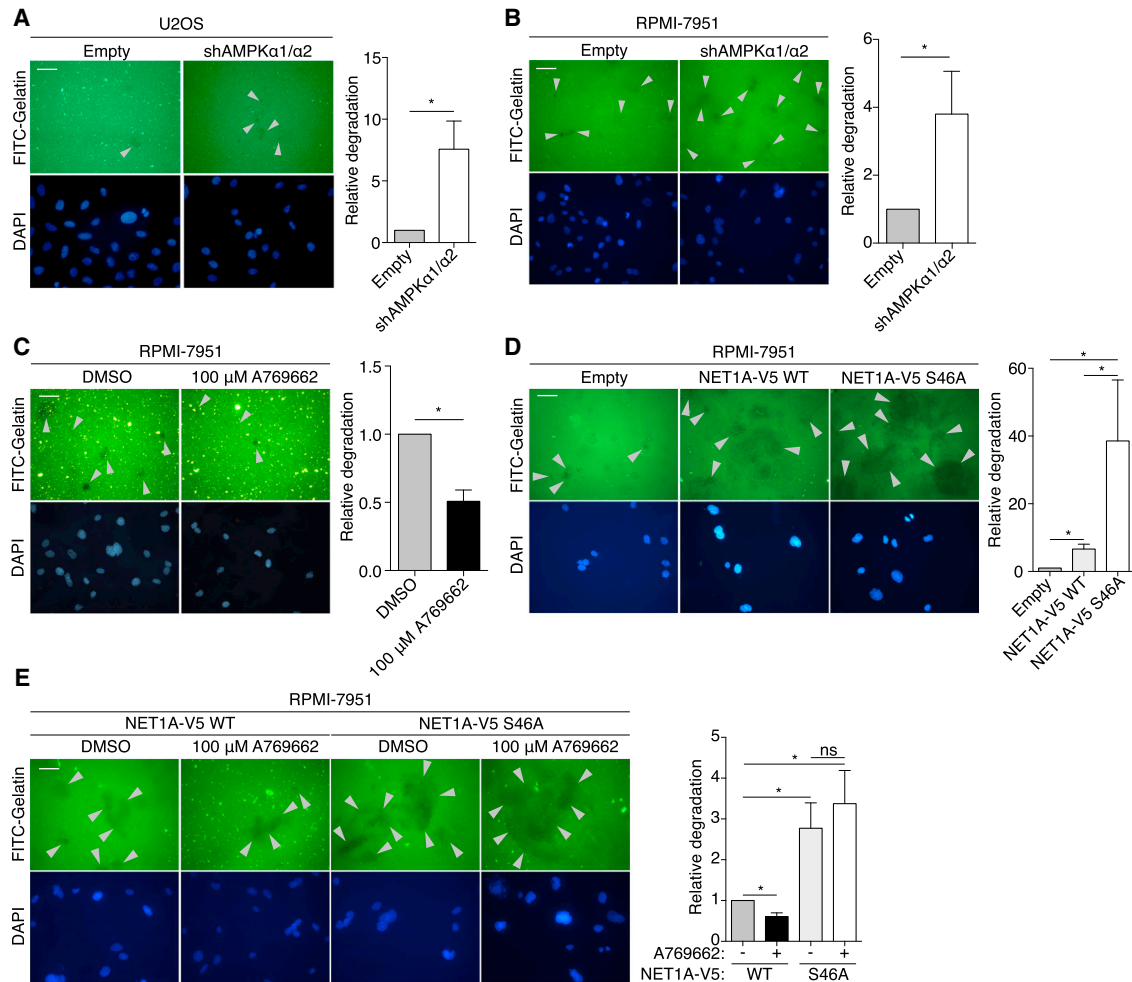 A
U2OS
Empty
shAMPKα1/α2
FITC-Gelatin
DAPI
Relative degradation
15
10
5
0
*
Empty
shAMPKα1/α2
B
RPMI-7951
Empty
shAMPKα1/α2
FITC-Gelatin
DAPI
Relative degradation
6
4
2
0
*
Empty
shAMPKα1/α2
C
RPMI-7951
DMSO
100 μM A769662
FITC-Gelatin
DAPI
Relative degradation
1.5
1.0
0.5
0.0
*
DMSO
100 μM A769662
D
RPMI-7951
Empty
NET1A-V5 WT
NET1A-V5 S46A
FITC-Gelatin
DAPI
Relative degradation
60
40
20
0
*
*
*
Empty
NET1A-V5 WT
NET1A-V5 S46A
E
RPMI-7951
NET1A-V5 WT
NET1A-V5 S46A
DMSO
100 μM A769662
DMSO
100 μM A769662
FITC-Gelatin
DAPI
Relative degradation
5
4
3
2
1
0
ns
*
*
*
A769662: - + - +
NET1A-V5: WT S46A